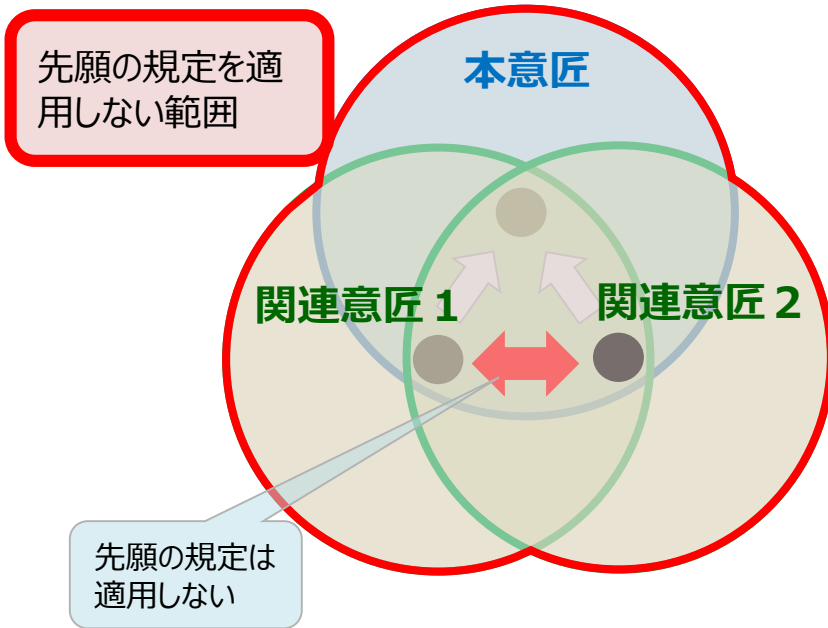 先願の規定を適
用しない範囲
本意匠
関連意匠１
関連意匠２
先願の規定は
適用しない